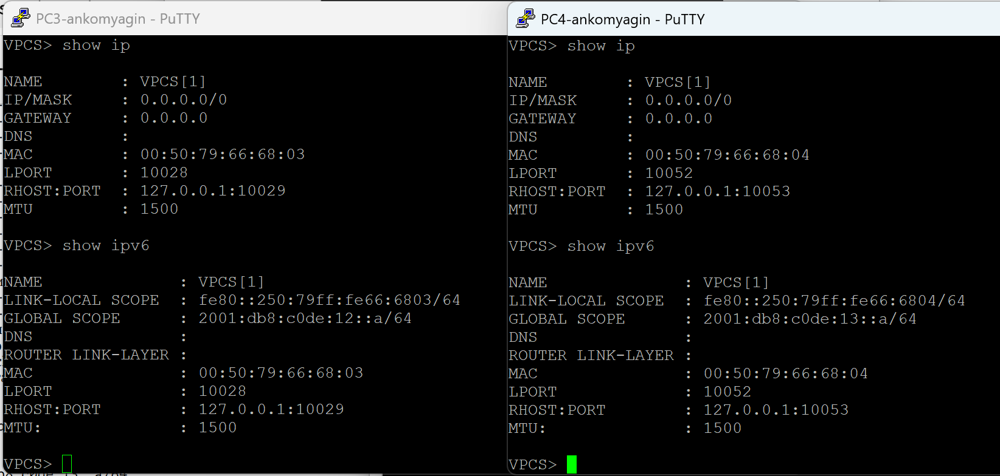 PC3-ankomyagin - PuTTY
VPCS> show ip
NAME : VPCS[1]
IP/MASK : 0.0.0.0/0
GATEWAY : 0.0.0.0
DNS :
MAC : 00:50:79:66:68:03
LPORT : 10028
RHOST:PORT : 127.0.0.1:10029
MTU : 1500
VPCS> show ipv6
NAME : VPCS[1]
LINK-LOCAL SCOPE : fe80::250:79ff:fe66:6803/64
GLOBAL SCOPE : 2001:db8:c0de:12::a/64
DNS :
ROUTER LINK-LAYER :
MAC : 00:50:79:66:68:03
LPORT : 10028
RHOST:PORT : 127.0.0.1:10029
MTU: : 1500
VPCS>
PC4-ankomyagin - PuTTY
VPCS> show ip
NAME : VPCS[1]
IP/MASK : 0.0.0.0/0
GATEWAY : 0.0.0.0
DNS :
MAC : 00:50:79:66:68:04
LPORT : 10052
RHOST:PORT : 127.0.0.1:10053
MTU : 1500
VPCS> show ipv6
NAME : VPCS[1]
LINK-LOCAL SCOPE : fe80::250:79ff:fe66:6804/64
GLOBAL SCOPE : 2001:db8:c0de:13::a/64
DNS :
ROUTER LINK-LAYER :
MAC : 00:50:79:66:68:04
LPORT : 10052
RHOST:PORT : 127.0.0.1:10053
MTU: : 1500
VPCS>